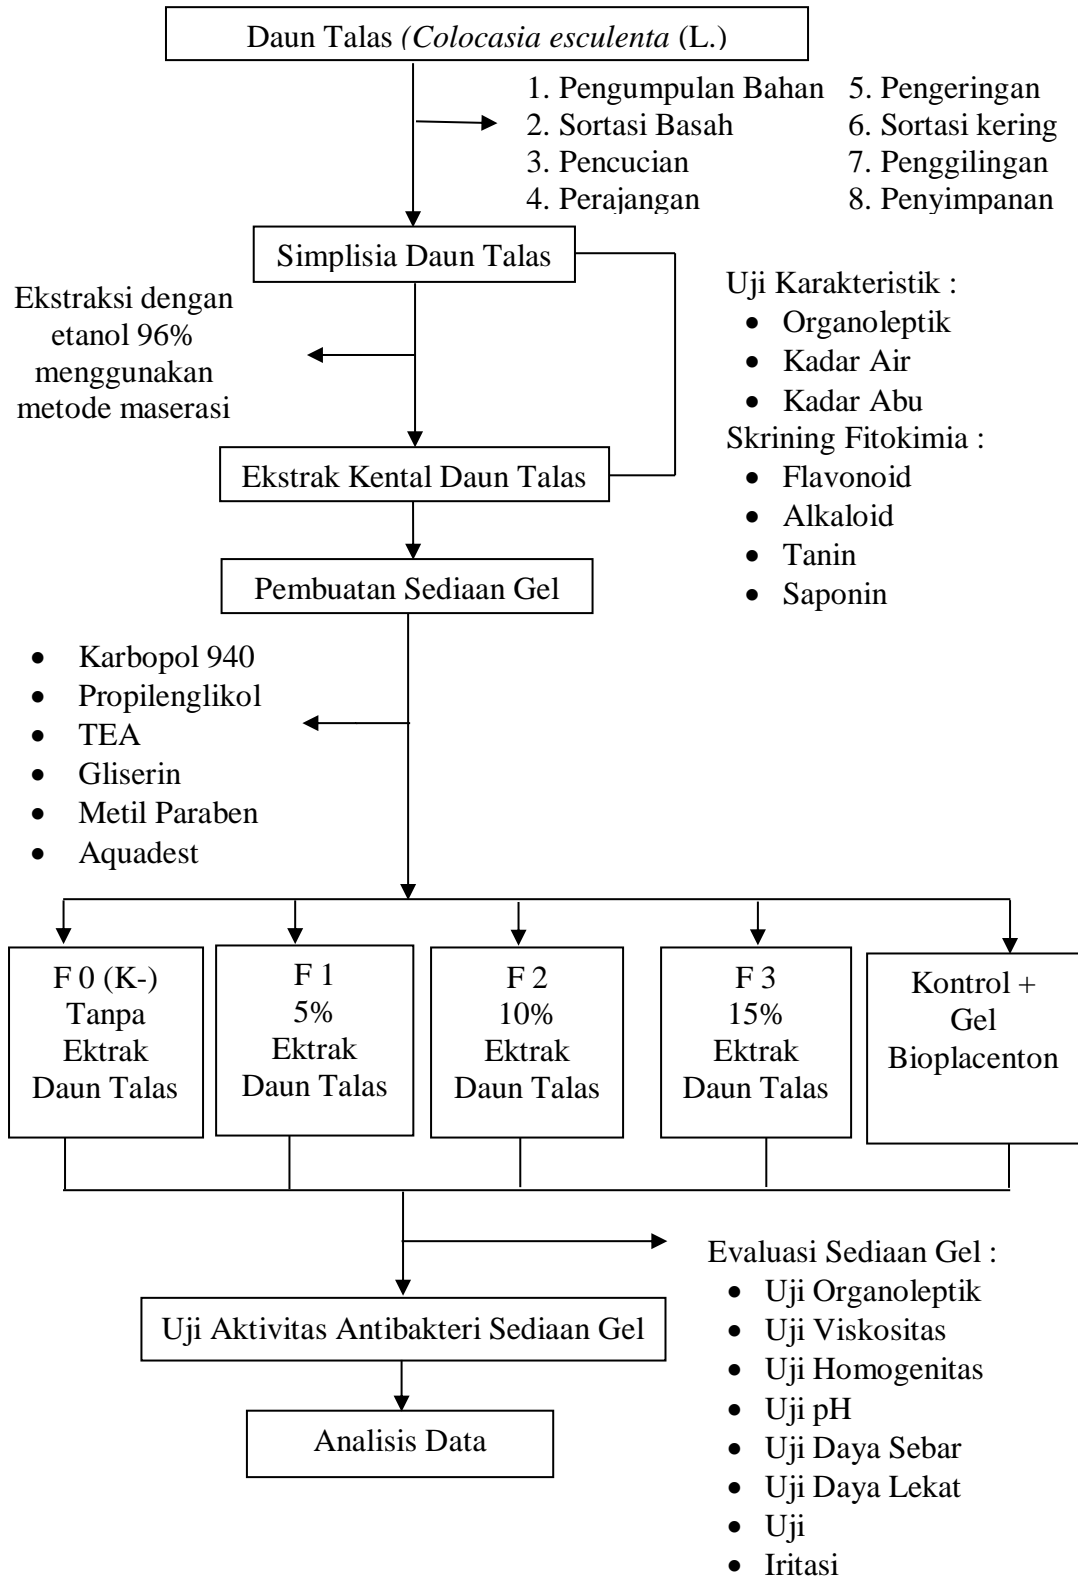 Daun Talas (Colocasia esculenta (L.)
1. Pengumpulan Bahan
2. Sortasi Basah
3. Pencucian
4. Perajangan
5. Pengeringan
6. Sortasi kering
7. Penggilingan
8. Penyimpanan
Simplisia Daun Talas
Ekstraksi dengan
etanol 96%
menggunakan
metode maserasi
Uji Karakteristik :
• Organoleptik
• Kadar Air
• Kadar Abu
Skrining Fitokimia :
• Flavonoid
• Alkaloid
• Tanin
• Saponin
Ekstrak Kental Daun Talas
Pembuatan Sediaan Gel
• Karbopol 940
• Propilenglikol
• TEA
• Gliserin
• Metil Paraben
• Aquadest
F 0 (K-)
Tanpa
Ektrak
Daun Talas
F 1
5%
Ektrak
Daun Talas
F 2
10%
Ektrak
Daun Talas
F 3
15%
Ektrak
Daun Talas
Kontrol +
Gel
Bioplacenton
Evaluasi Sediaan Gel :
• Uji Organoleptik
• Uji Viskositas
• Uji Homogenitas
• Uji pH
• Uji Daya Sebar
• Uji Daya Lekat
• Uji
• Iritasi
Uji Aktivitas Antibakteri Sediaan Gel
Analisis Data